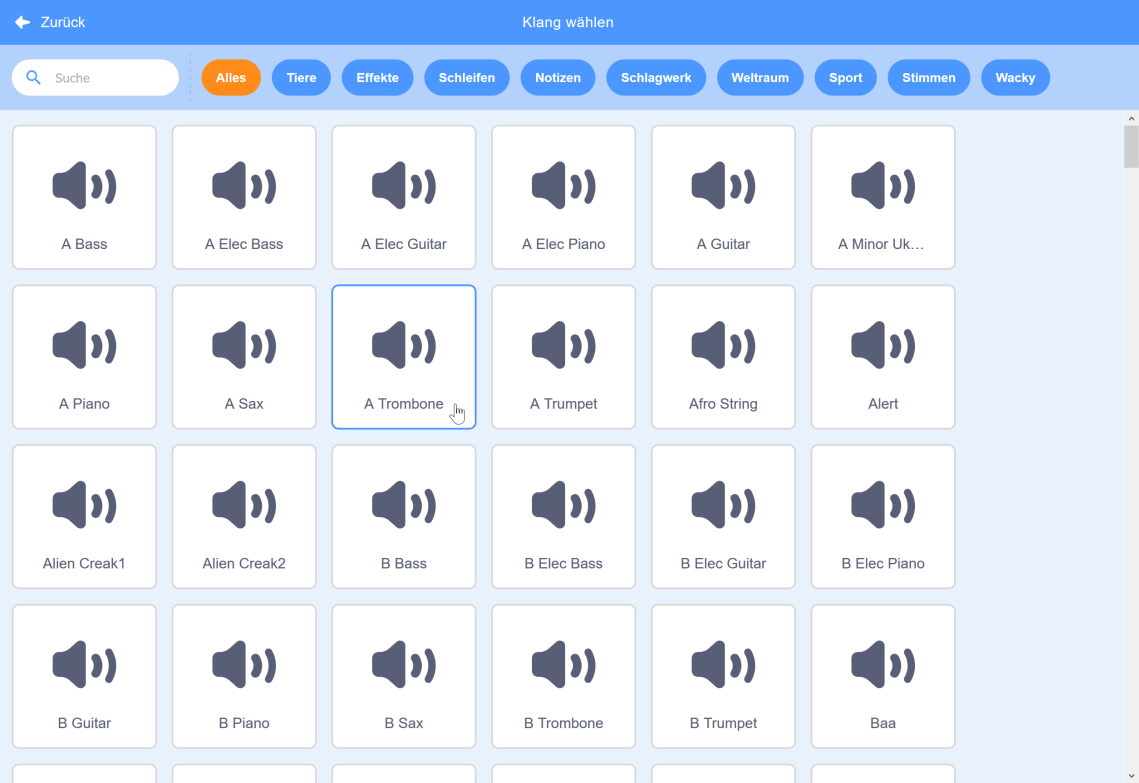 Zurück
Klang wählen
Suche
Alles
Tiere
Effekte
Schleifen
Notizen
Schlagwerk
Weltraum
Sport
Stimmen
Wacky
A Bass
A Elec Bass
A Elec Guitar
A Elec Piano
A Guitar
A Minor Uk…
A Piano
A Sax
A Trombone
A Trumpet
Afro String
Alert
Alien Creak1
Alien Creak2
B Bass
B Elec Bass
B Elec Guitar
B Elec Piano
B Guitar
B Piano
B Sax
B Trombone
B Trumpet
Baa